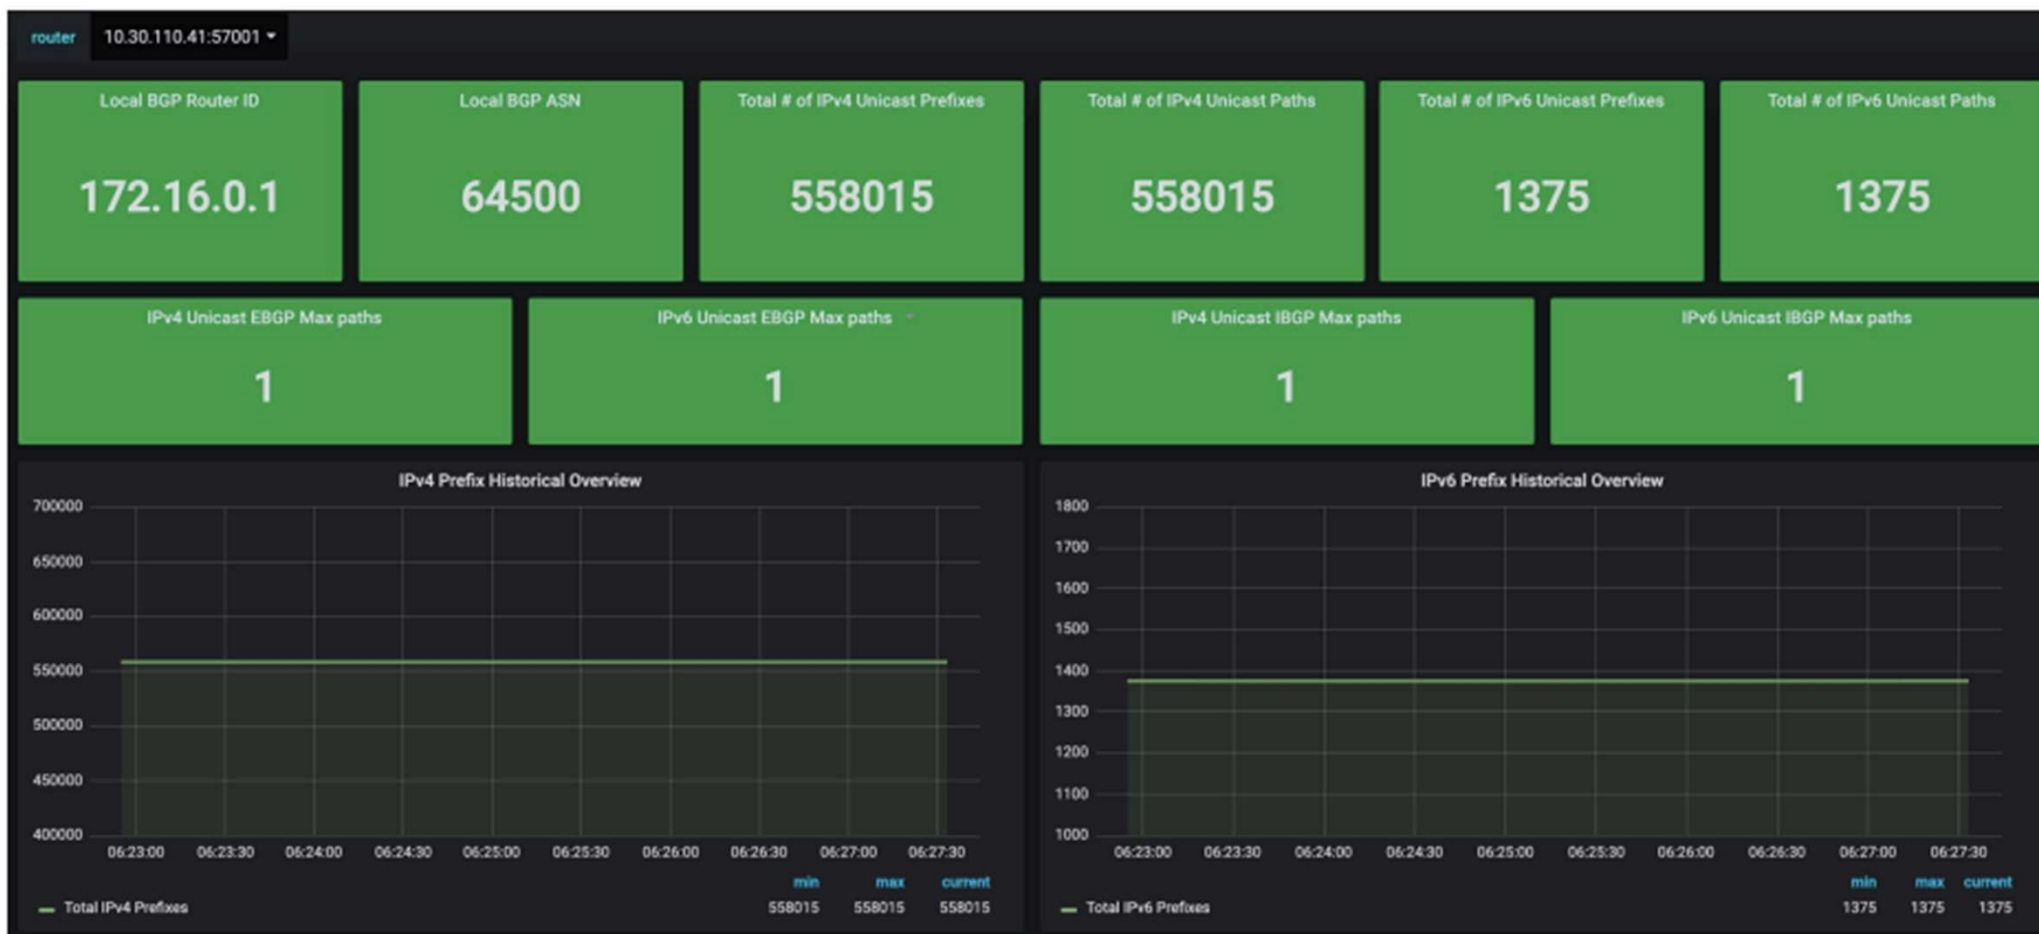 router 10.30.110.41:57001
Local BGP Router ID
172.16.0.1
Local BGP ASN
64500
Total # of IPv4 Unicast Prefixes
558015
Total # of IPv4 Unicast Paths
558015
Total # of IPv6 Unicast Prefixes
1375
Total # of IPv6 Unicast Paths
1375
IPv4 Unicast EBGP Max paths
1
IPv6 Unicast EBGP Max paths
1
IPv4 Unicast IBGP Max paths
1
IPv6 Unicast IBGP Max paths
1
IPv4 Prefix Historical Overview
700000
650000
600000
550000
500000
450000
400000
06:23:00 06:23:30 06:24:00 06:24:30 06:25:00 06:25:30 06:26:00 06:26:30 06:27:00 06:27:30
min max current
Total IPv4 Prefixes 558015 558015 558015
IPv6 Prefix Historical Overview
1800
1700
1600
1500
1400
1300
1200
1100
1000
06:23:00 06:23:30 06:24:00 06:24:30 06:25:00 06:25:30 06:26:00 06:26:30 06:27:00 06:27:30
min max current
Total IPv6 Prefixes 1375 1375 1375